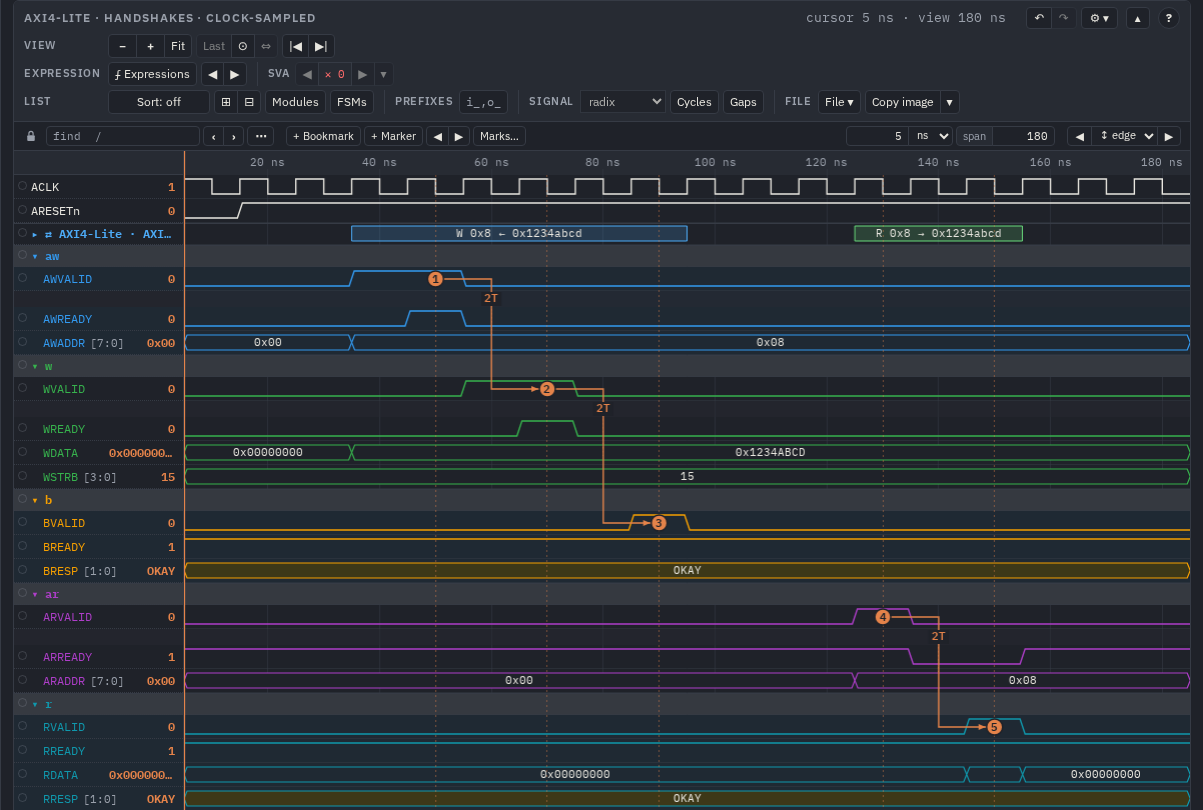 AXI4-LITE · HANDSHAKES · CLOCK-SAMPLED cursor 5 ns · view 180 ns ↶ ↷ ⚙ ▾ ▲ ?
VIEW − + Fit Last ⊙ ⇔ |◀ ▶|
EXPRESSION ⨍ Expressions ◀ ▶ SVA ◀ × 0 ▶ ▾
LIST Sort: off ⊞ ⊟ Modules FSMs PREFIXES i_,o_ SIGNAL radix Cycles Gaps FILE File ▾ Copy image ▾
find / ‹ › ⋯ + Bookmark + Marker ◀ ▶ Marks... 5 ns span 180 ◀ ↕ edge ▶
20 ns 40 ns 60 ns 80 ns 100 ns 120 ns 140 ns 160 ns 180 ns
ACLK 1
ARESETn 0
▸ ⇄ AXI4-Lite · AXI… W 0x8 ← 0x1234abcd R 0x8 → 0x1234abcd
▾ aw
AWVALID 0 1
2T
AWREADY 0
AWADDR [7:0] 0x00 0x00 0x08
▾ w
WVALID 0 2
2T
WREADY 0
WDATA 0x000000… 0x00000000 0x1234ABCD
WSTRB [3:0] 15 15
▾ b
BVALID 0 3
BREADY 1
BRESP [1:0] OKAY OKAY
▾ ar
ARVALID 0 4
2T
ARREADY 1
ARADDR [7:0] 0x00 0x00 0x08
▾ r
RVALID 0 5
RREADY 1
RDATA 0x000000… 0x00000000 0x00000000
RRESP [1:0] OKAY OKAY